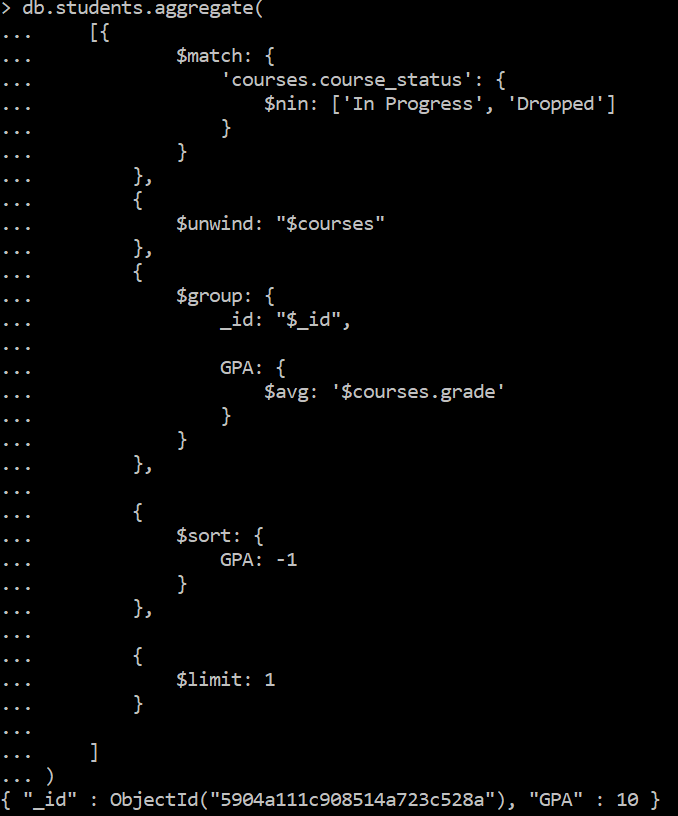 > db.students.aggregate(
...     [{
...             $match: {
...                 'courses.course_status': {
...                     $nin: ['In Progress', 'Dropped']
...                 }
...             }
...         },
...         {
...             $unwind: "$courses"
...         },
...         {
...             $group: {
...                 _id: "$_id",
...
...                 GPA: {
...                     $avg: '$courses.grade'
...                 }
...             }
...         },
...
...         {
...             $sort: {
...                 GPA: -1
...             }
...         },
...
...         {
...             $limit: 1
...         }
...
...     ]
... )
{ "_id" : ObjectId("5904a111c908514a723c528a"), "GPA" : 10 }